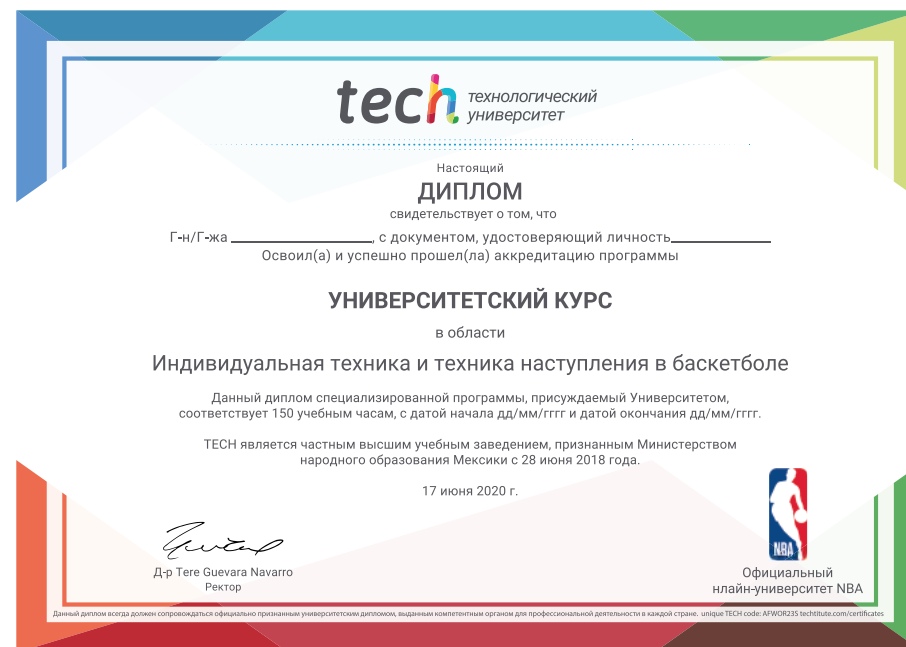 tech технологический
университет
Настоящий
ДИПЛОМ
свидетельствует о том, что
Г-н/Г-жа ____________________, с документом, удостоверяющий личность______________
Освоил(а) и успешно прошел(ла) аккредитацию программы
УНИВЕРСИТЕТСКИЙ КУРС
в области
Индивидуальная техника и техника наступления в баскетболе
Данный диплом специализированной программы, присуждаемый Университетом,
соответствует 150 учебным часам, с датой начала дд/мм/гггг и датой окончания дд/мм/гггг.
TECH является частным высшим учебным заведением, признанным Министерством
народного образования Мексики с 28 июня 2018 года.
17 июня 2020 г.
Д-р Tere Guevara Navarro
Ректор
NBA
Официальный
нлайн-университет NBA
Данный диплом всегда должен сопровождаться официально признанным университетским дипломом, выданным компетентным органом для профессиональной деятельности в каждой стране. unique TECH code: AFWOR23S techtitute.com/certificates